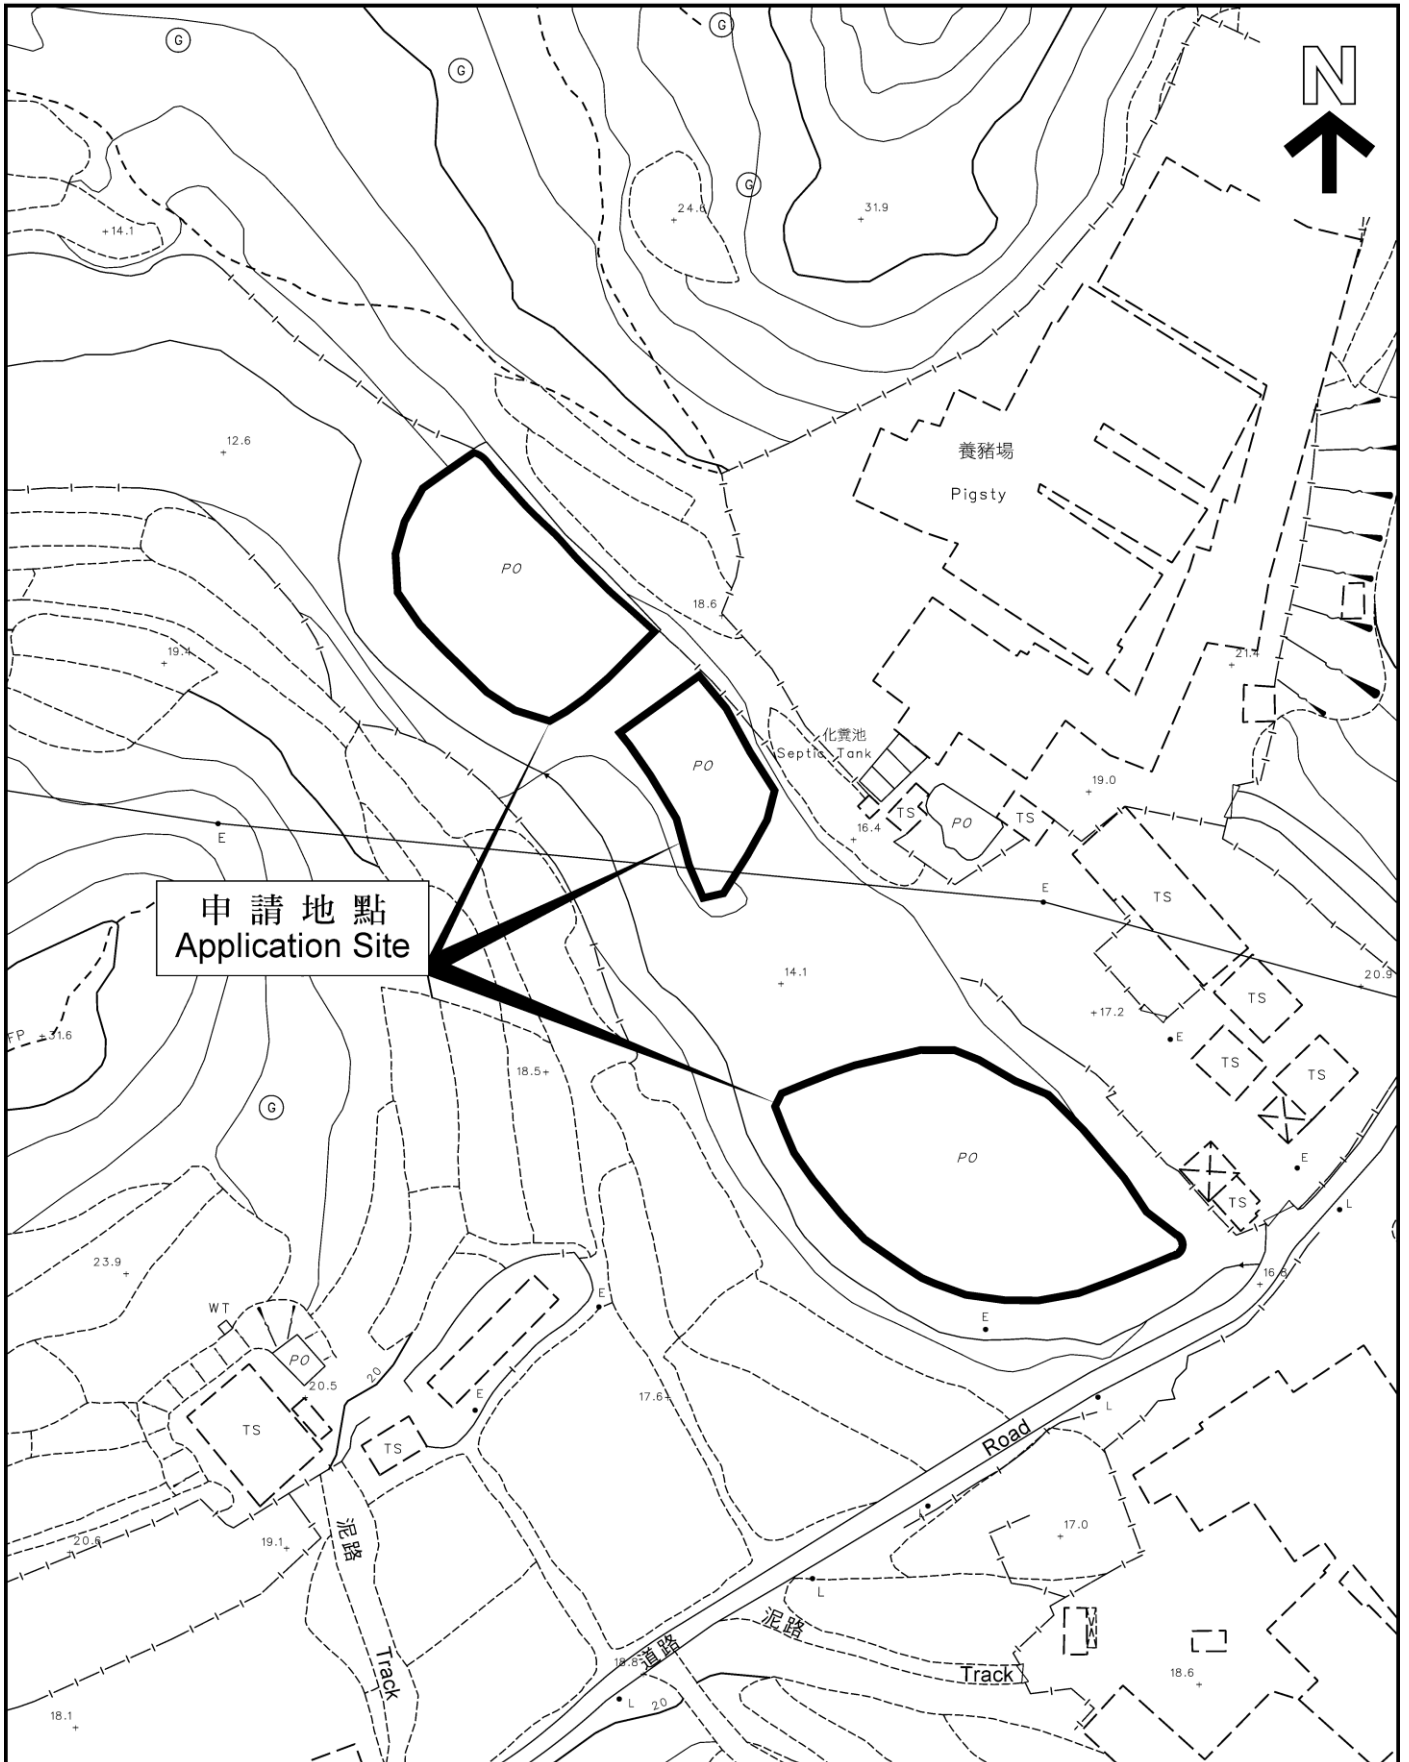 G
G
G
N
24.6
31.9
14.1
12.6
養豬場
Pigsty
PO
18.6
19.4
21.4
化糞池
Septic Tank
PO
19.0
TS
PO
TS
16.4
E
E
TS
申請地點
Application Site
14.1
20.9
TS
17.2
E
FP
31.6
TS
TS
18.5
G
PO
E
TS
L
23.9
16.8
WT
E
E
PO
20
20.5
E
17.6
L
TS
TS
Road
泥路
17.0
20.6
19.1
L
L
泥路
道路
18.8
Track
Track
18.6
20
L
18.1